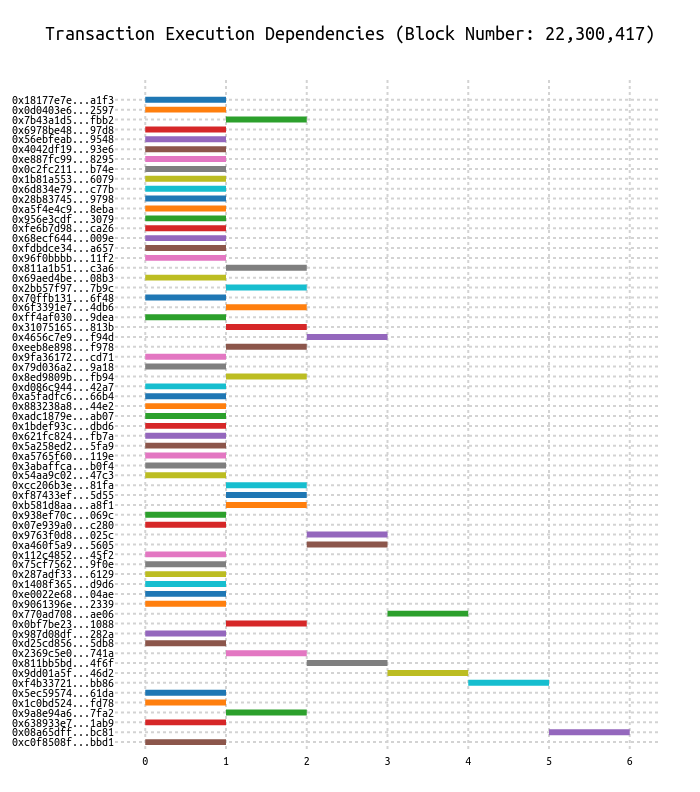 Transaction Execution Dependencies (Block Number: 22,300,417)
0x18177e7e...a1f3
0x0d0403e6...2597
0x7b43a1d5...fbb2
0x6978be48...97d8
0x56ebfeab...9548
0x4042df19...93e6
0xe887fc99...8295
0x0c2fc211...b74e
0x1b81a553...6079
0x6d834e79...c77b
0x28b83745...9798
0xa5f4e4c9...8eba
0x956e3cdf...3079
0xfe6b7d98...ca26
0x68ecf644...009e
0xfdbdce34...a657
0x96f0bbbb...11f2
0x811a1b51...c3a6
0x69aed4be...08b3
0x2bb57f97...7b9c
0x70ffb131...6f48
0x6f3391e7...4db6
0xff4af030...9dea
0x31075165...813b
0x4656c7e9...f94d
0xeeb8e898...f978
0x9fa36172...cd71
0x79d036a2...9a18
0x8ed9809b...fb94
0xd086c944...42a7
0xa5fadfc6...66b4
0x883238a8...44e2
0xadc1879e...ab07
0x1bdef93c...dbd6
0x621fc824...fb7a
0x5a258ed2...5fa9
0xa5765f60...119e
0x3abaffca...b0f4
0x54aa9c02...47c3
0xcc206b3e...81fa
0xf87433ef...5d55
0xb581d8aa...a8f1
0x938ef70c...069c
0x07e939a0...c280
0x9763f0d8...025c
0xa460f5a9...5605
0x112c4852...45f2
0x75cf7562...9f0e
0x287adf33...6129
0x1408f365...d9d6
0xe0022e68...04ae
0x9061396e...2339
0x770ad708...ae06
0x0bf7be23...1088
0x987d08df...282a
0xd25cd856...5db8
0x2369c5e0...741a
0x811bb5bd...4f6f
0x9dd01a5f...46d2
0xf4b33721...bb86
0x5ec59574...61da
0x1c0bd524...fd78
0x9a8e94a6...7fa2
0x638933e7...1ab9
0x08a65dff...bc81
0xc0f8508f...bbd1
0 1 2 3 4 5 6